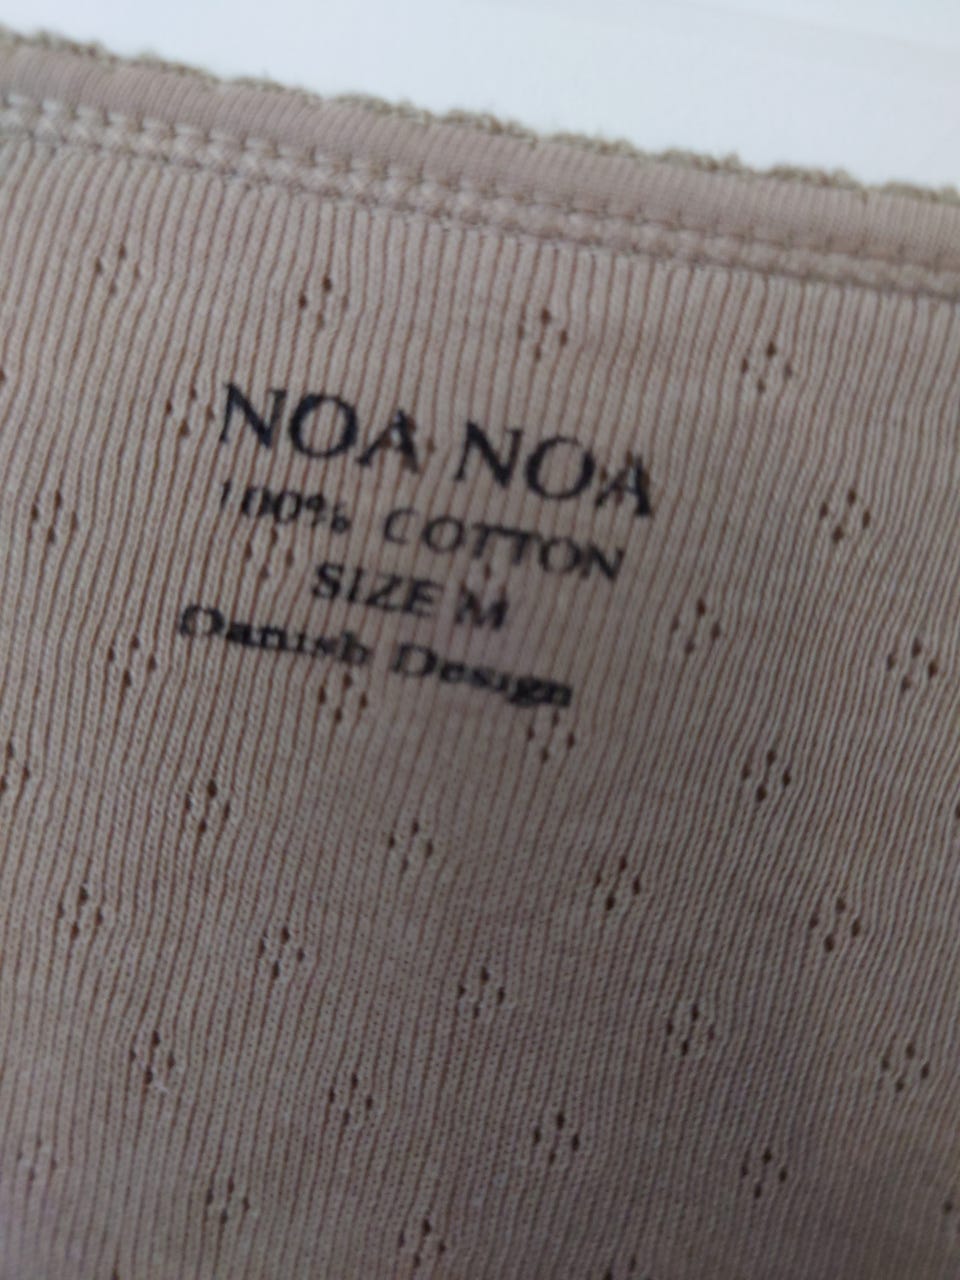 NOA NOA
100% COTTON
SIZE M
Danish Design